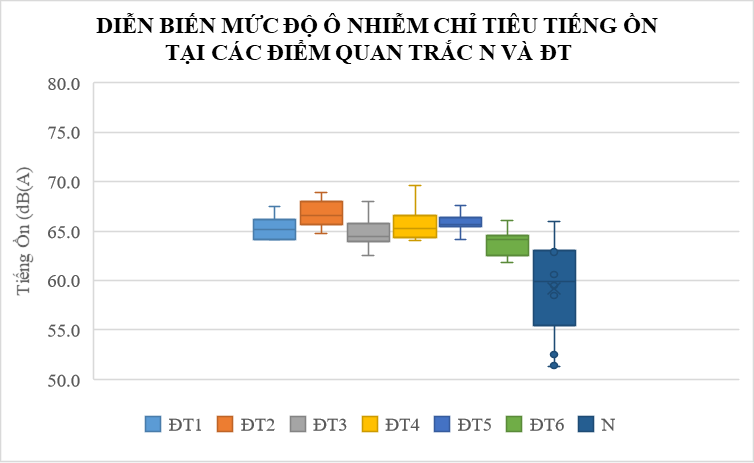 DIỄN BIẾN MỨC ĐỘ Ô NHIỄM CHỈ TIÊU TIẾNG ỒN
TẠI CÁC ĐIỂM QUAN TRẮC N VÀ ĐT
80.0
75.0
70.0
65.0
60.0
55.0
50.0
Tiếng Ồn (dB(A)
ĐT1 ĐT2 ĐT3 ĐT4 ĐT5 ĐT6 N